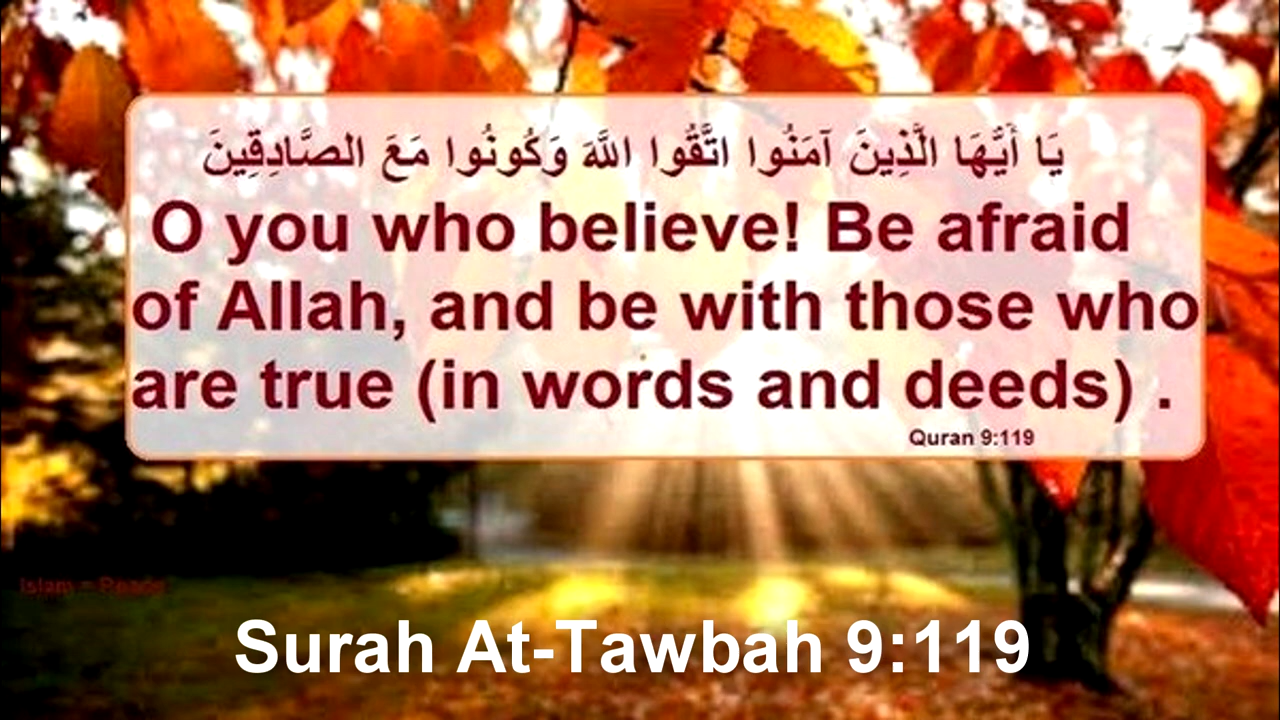 يَا أَيُّهَا الَّذِينَ آمَنُوا اتَّقُوا اللَّهَ وَكُونُوا مَعَ الصَّادِقِينَ
O you who believe! Be afraid
of Allah, and be with those who
are true (in words and deeds) .
Quran 9:119
Islam = Peace
Surah At-Tawbah 9:119